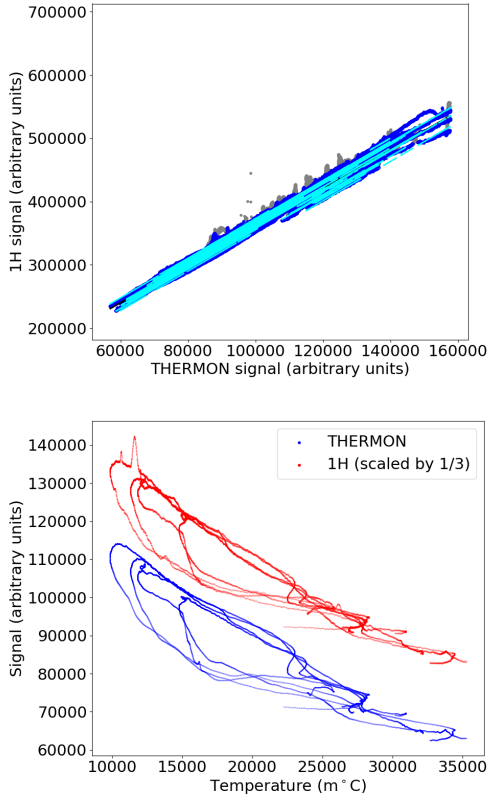 700000
600000
500000
400000
300000
200000
1H signal (arbitrary units)
60000 80000 100000 120000 140000 160000
THERMON signal (arbitrary units)
THERMON
1H (scaled by 1/3)
140000
130000
120000
110000
100000
90000
80000
70000
60000
Signal (arbitrary units)
10000 15000 20000 25000 30000 35000
Temperature (m°C)